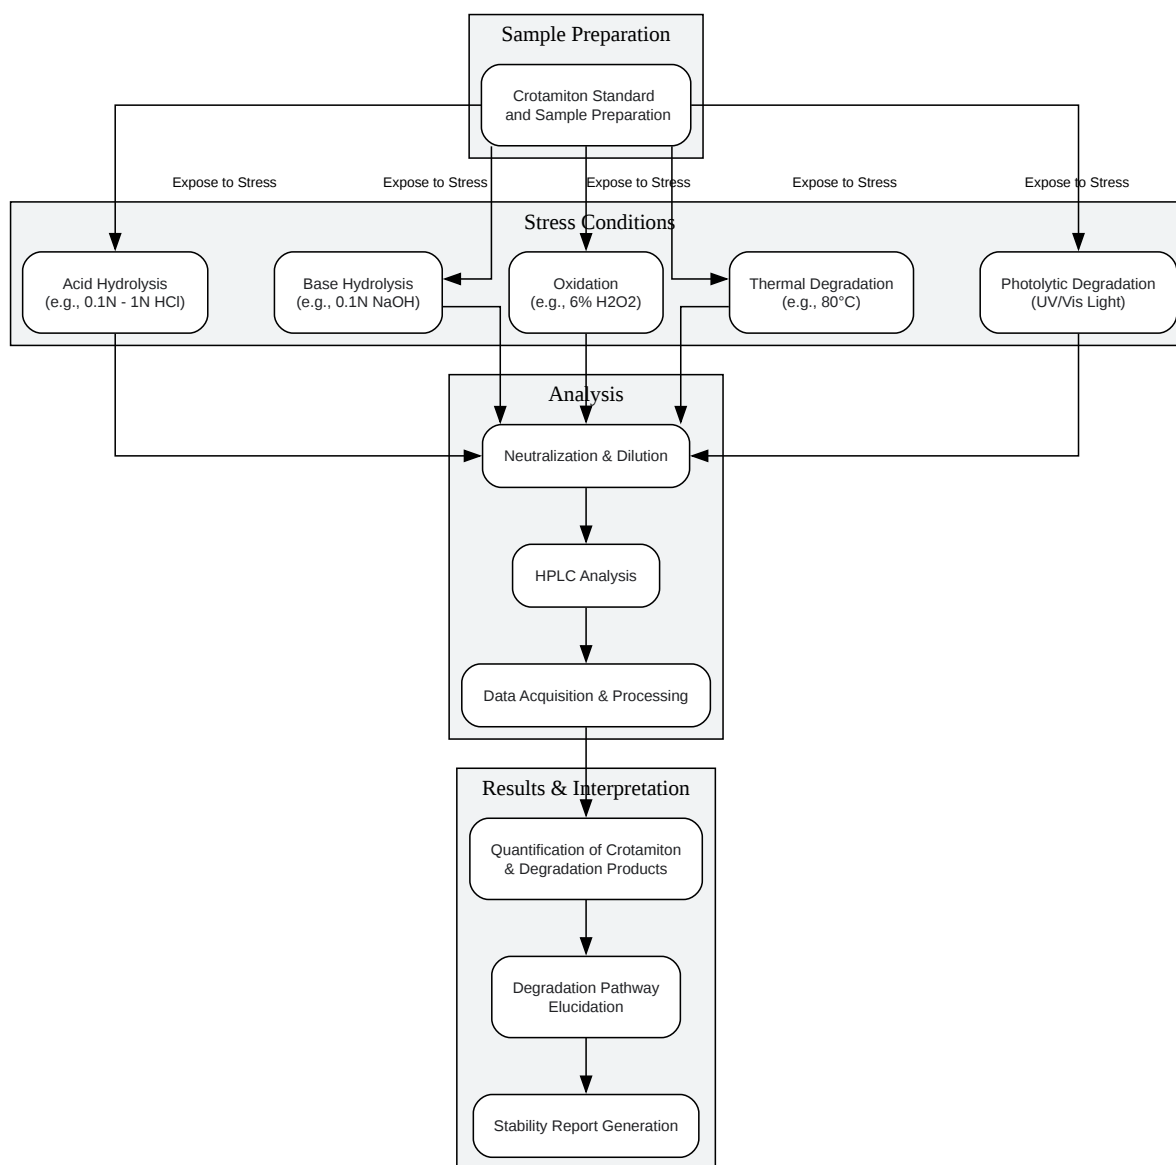 Sample Preparation
Crotamiton Standard
and Sample Preparation
Expose to Stress
Expose to Stress
Expose to Stress
Expose to Stress
Expose to Stress
Stress Conditions
Acid Hydrolysis
(e.g., 0.1N - 1N HCl)
Base Hydrolysis
(e.g., 0.1N NaOH)
Oxidation
(e.g., 6% H2O2)
Thermal Degradation
(e.g., 80°C)
Photolytic Degradation
(UV/Vis Light)
Analysis
Neutralization & Dilution
HPLC Analysis
Data Acquisition & Processing
Results & Interpretation
Quantification of Crotamiton
& Degradation Products
Degradation Pathway
Elucidation
Stability Report Generation